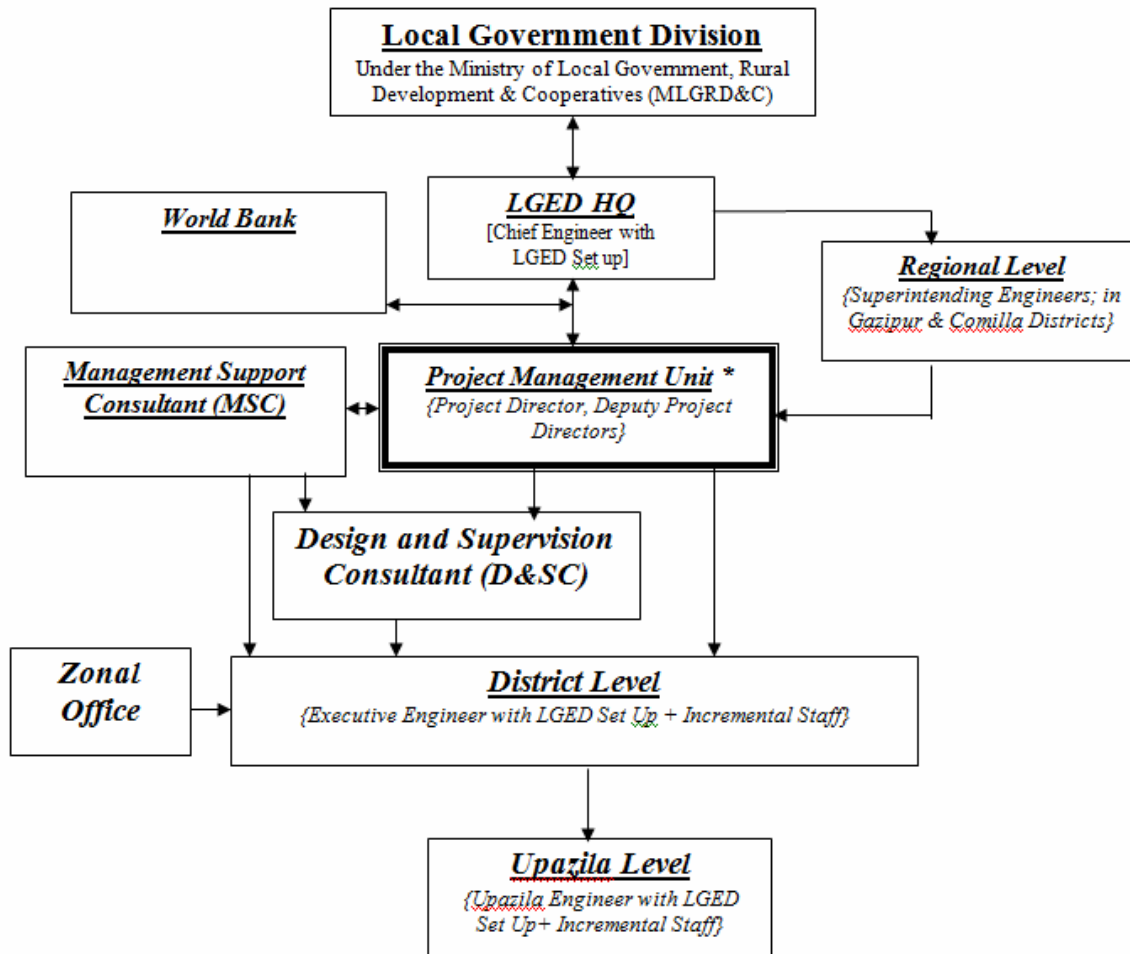 Local Government Division
Under the Ministry of Local Government, Rural
Development & Cooperatives (MLGRD&C)
LGED HQ
[Chief Engineer with
LGED Set up]
World Bank
Regional Level
{Superintending Engineers; in
Gazipur & Comilla Districts}
Management Support
Consultant (MSC)
Project Management Unit *
{Project Director, Deputy Project
Directors}
Design and Supervision
Consultant (D&SC)
Zonal
Office
District Level
{Executive Engineer with LGED Set Up + Incremental Staff}
Upazila Level
{Upazila Engineer with LGED
Set Up+ Incremental Staff}